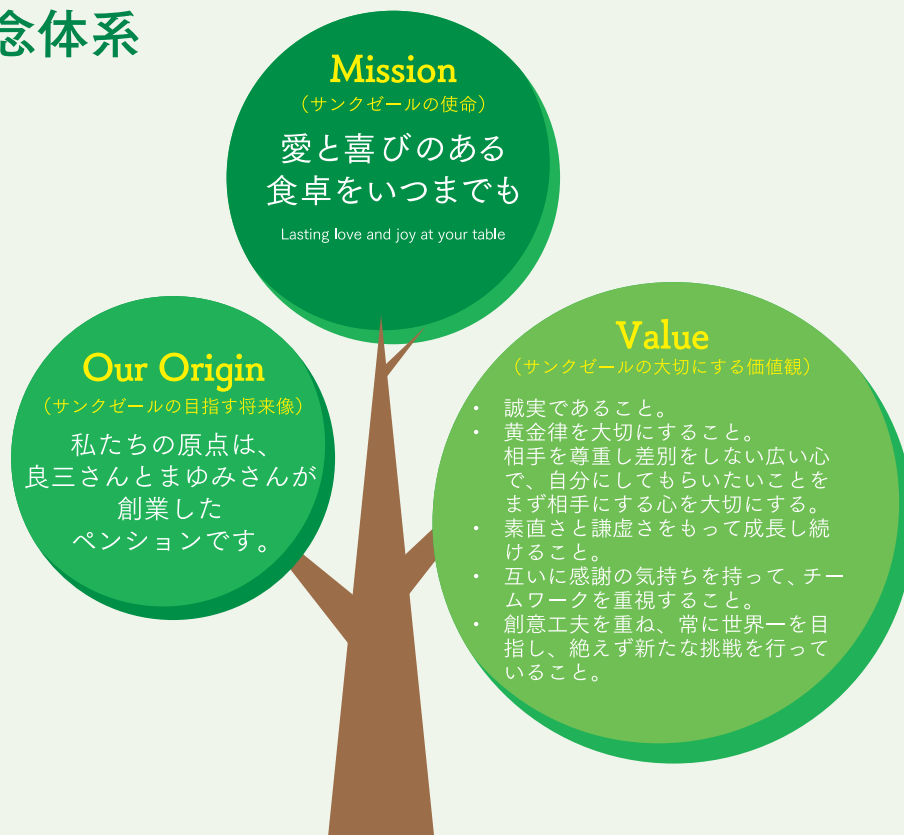 念体系
Mission
（サンクゼールの使命）
愛と喜びのある
食卓をいつまでも
Lasting love and joy at your table
Our Origin
（サンクゼールの目指す将来像）
私たちの原点は、
良三さんとまゆみさんが
創業した
ペンションです。
Value
（サンクゼールの大切にする価値観）
・ 誠実であること。
・ 黄金律を大切にすること。
相手を尊重し差別をしない広い心
で、自分にしてもらいたいことを
まず相手にする心を大切にする。
・ 素直さと謙虚さをもって成長し続
けること。
・ 互いに感謝の気持ちを持って、チー
ムワークを重視すること。
・ 創意工夫を重ね、常に世界一を目
指し、絶えず新たな挑戦を行って
いること。